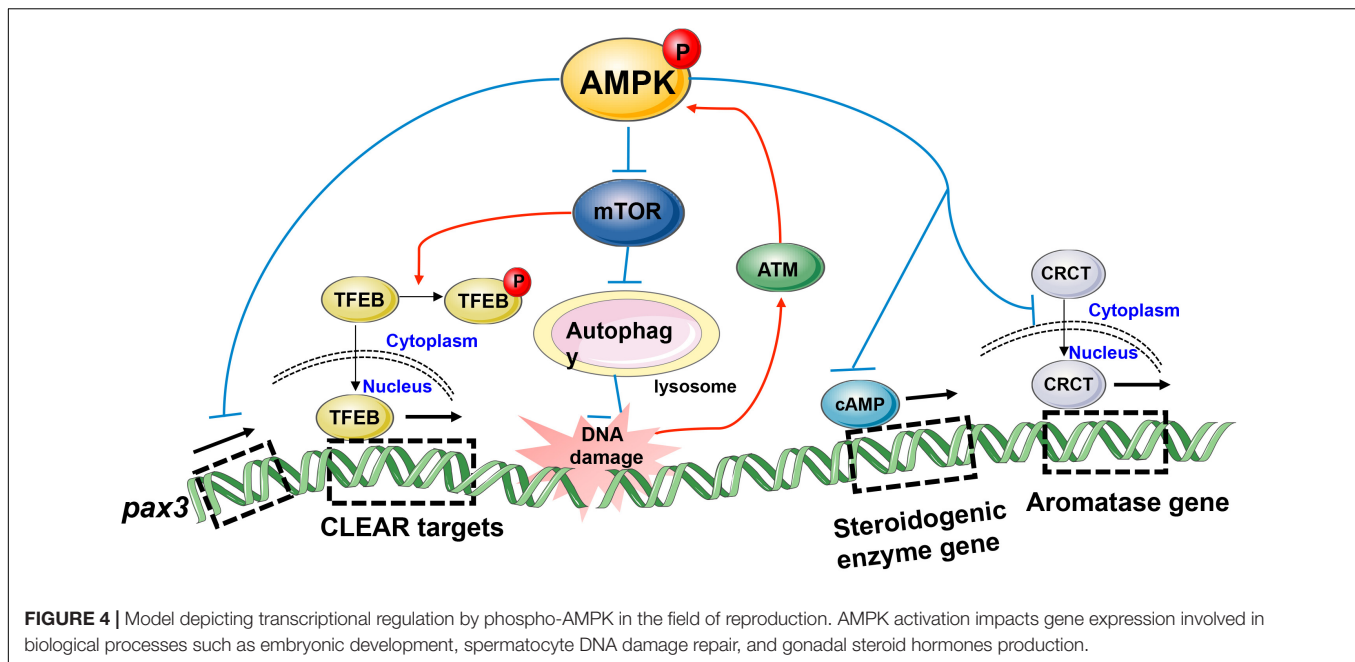 P
AMPK
mTOR
ATM
CRCT
TFEB
TFEB
P
Cytoplasm
Cytoplasm
Autophag
y
Nucleus
Nucleus
lysosome
CRCT
TFEB
cAMP
DNA
damage
pax3
CLEAR targets
Steroidogenic
enzyme gene
Aromatase gene
FIGURE 4 | Model depicting transcriptional regulation by phospho-AMPK in the field of reproduction. AMPK activation impacts gene expression involved in
biological processes such as embryonic development, spermatocyte DNA damage repair, and gonadal steroid hormones production.